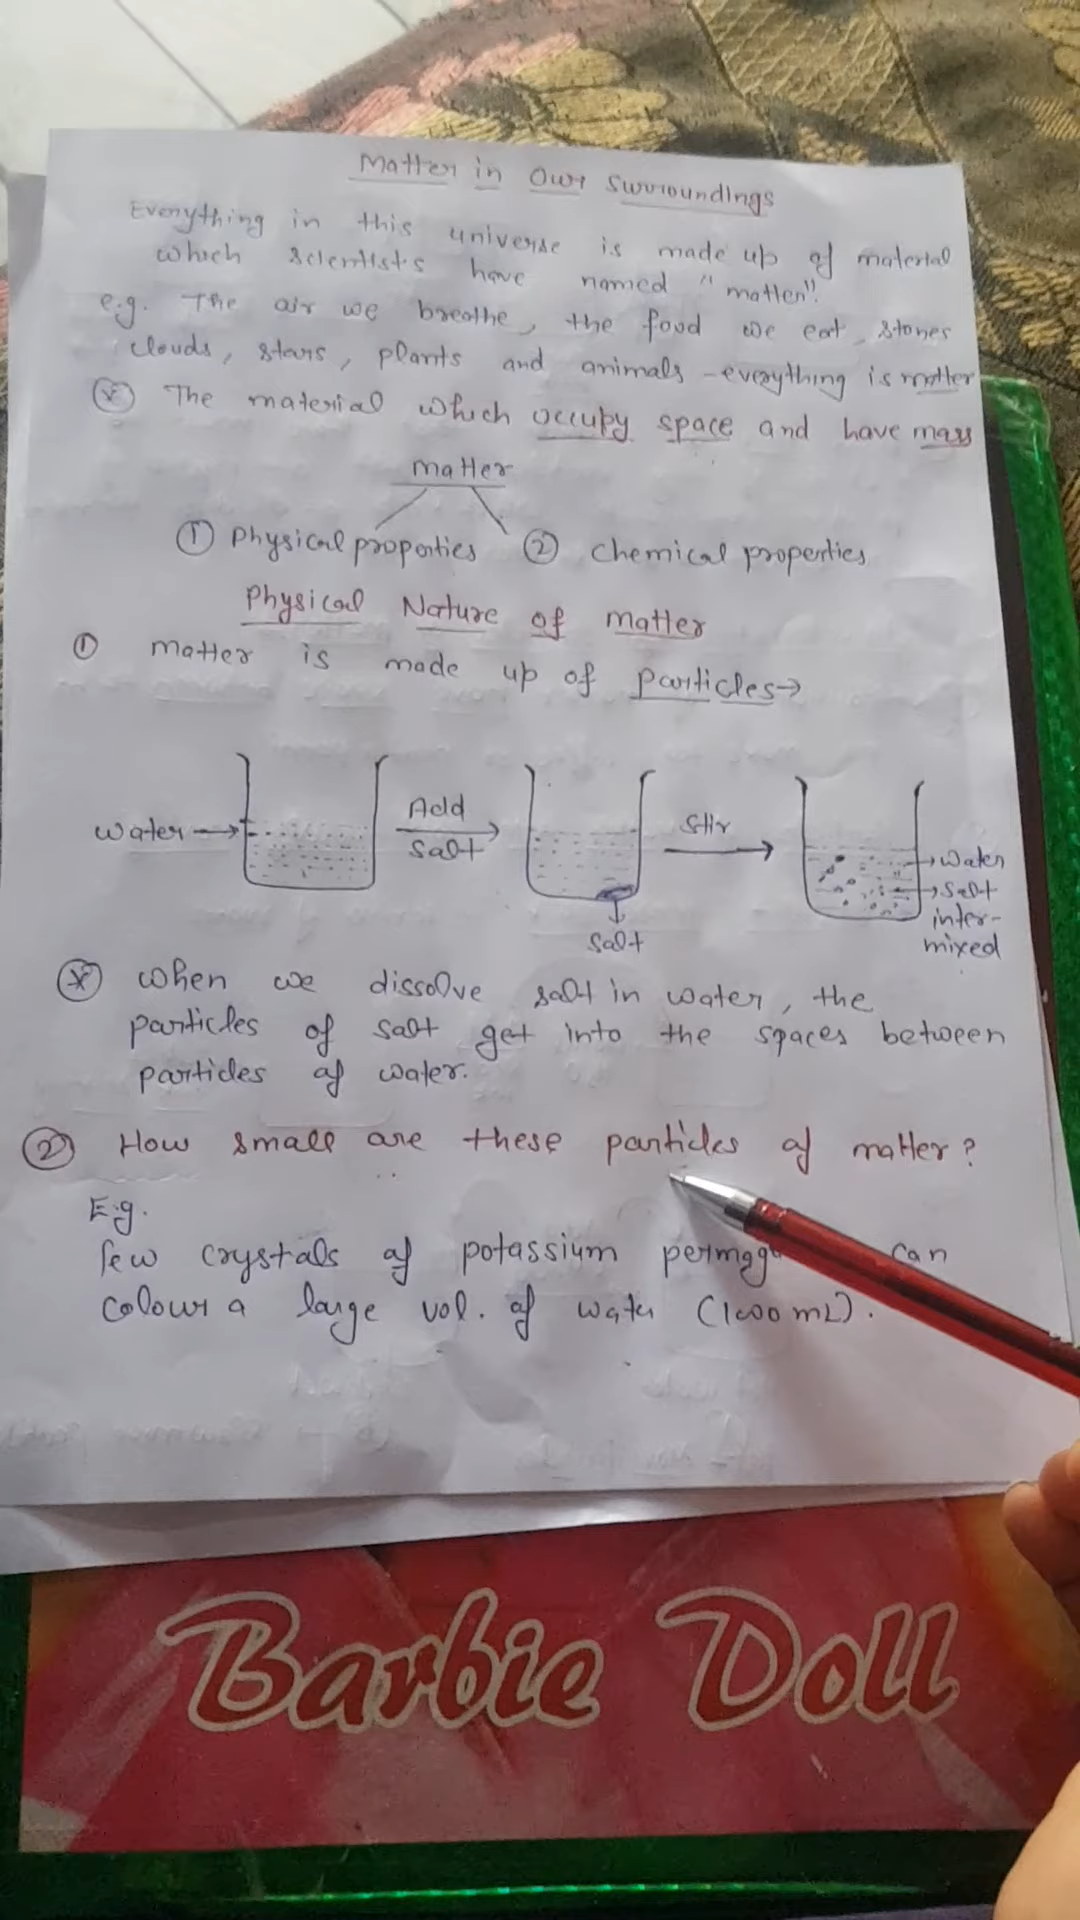 Matter in Our Surroundings
Everything in this universe is made up of material
which scientists have named "matter".
e.g. The air we breathe, the food we eat, stones
clouds, stars, plants and animals - everything is matter
The material which occupy space and have mass
matter
① Physical properties ② Chemical properties
Physical Nature of matter
① matter is made up of particles→
Water→
Add
Salt
Salt
Stir
→Water
→Salt
inter-
mixed
When we dissolve salt in water, the
particles of salt get into the spaces between
particles of water.
② How small are these particles of matter?
E.g.
few crystals of potassium can
colour a large vol. of water (1000 mL).
Barbie Doll